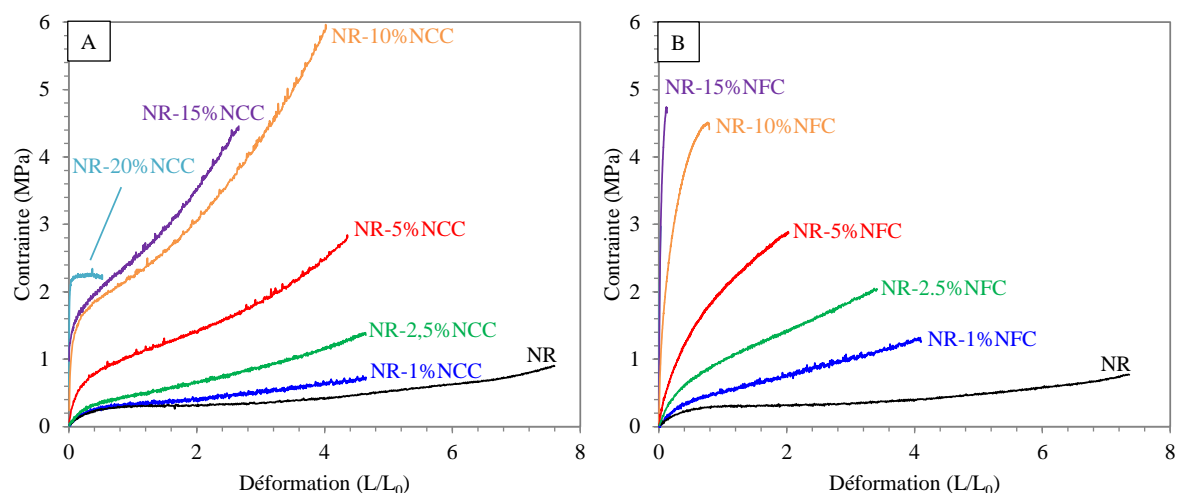 A
6
5
4
3
2
1
0
Contrainte (MPa)
NR-10%NCC
NR-15%NCC
NR-20%NCC
NR-5%NCC
NR-2,5%NCC
NR-1%NCC
NR
0 2 4 6 8
Déformation (L/L0)
B
6
5
4
3
2
1
0
Contrainte (MPa)
NR-15%NFC
NR-10%NFC
NR-5%NFC
NR-2.5%NFC
NR-1%NFC
NR
0 2 4 6 8
Déformation (L/L0)